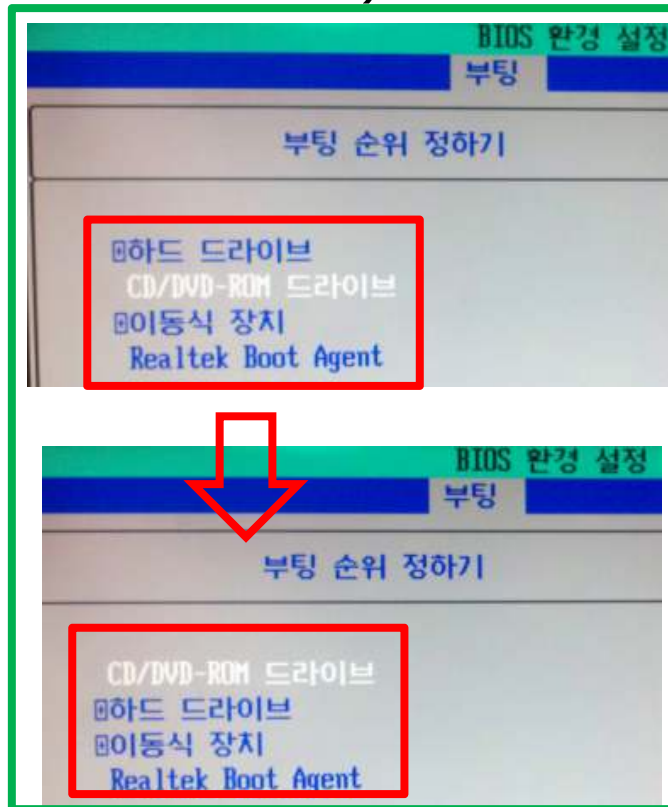 BIOS 환경 설정
부팅
부팅 순위 정하기
하드 드라이브
CD/DVD-ROM 드라이브
이동식 장치
Realtek Boot Agent
BIOS 환경 설정
부팅
부팅 순위 정하기
CD/DVD-ROM 드라이브
하드 드라이브
이동식 장치
Realtek Boot Agent